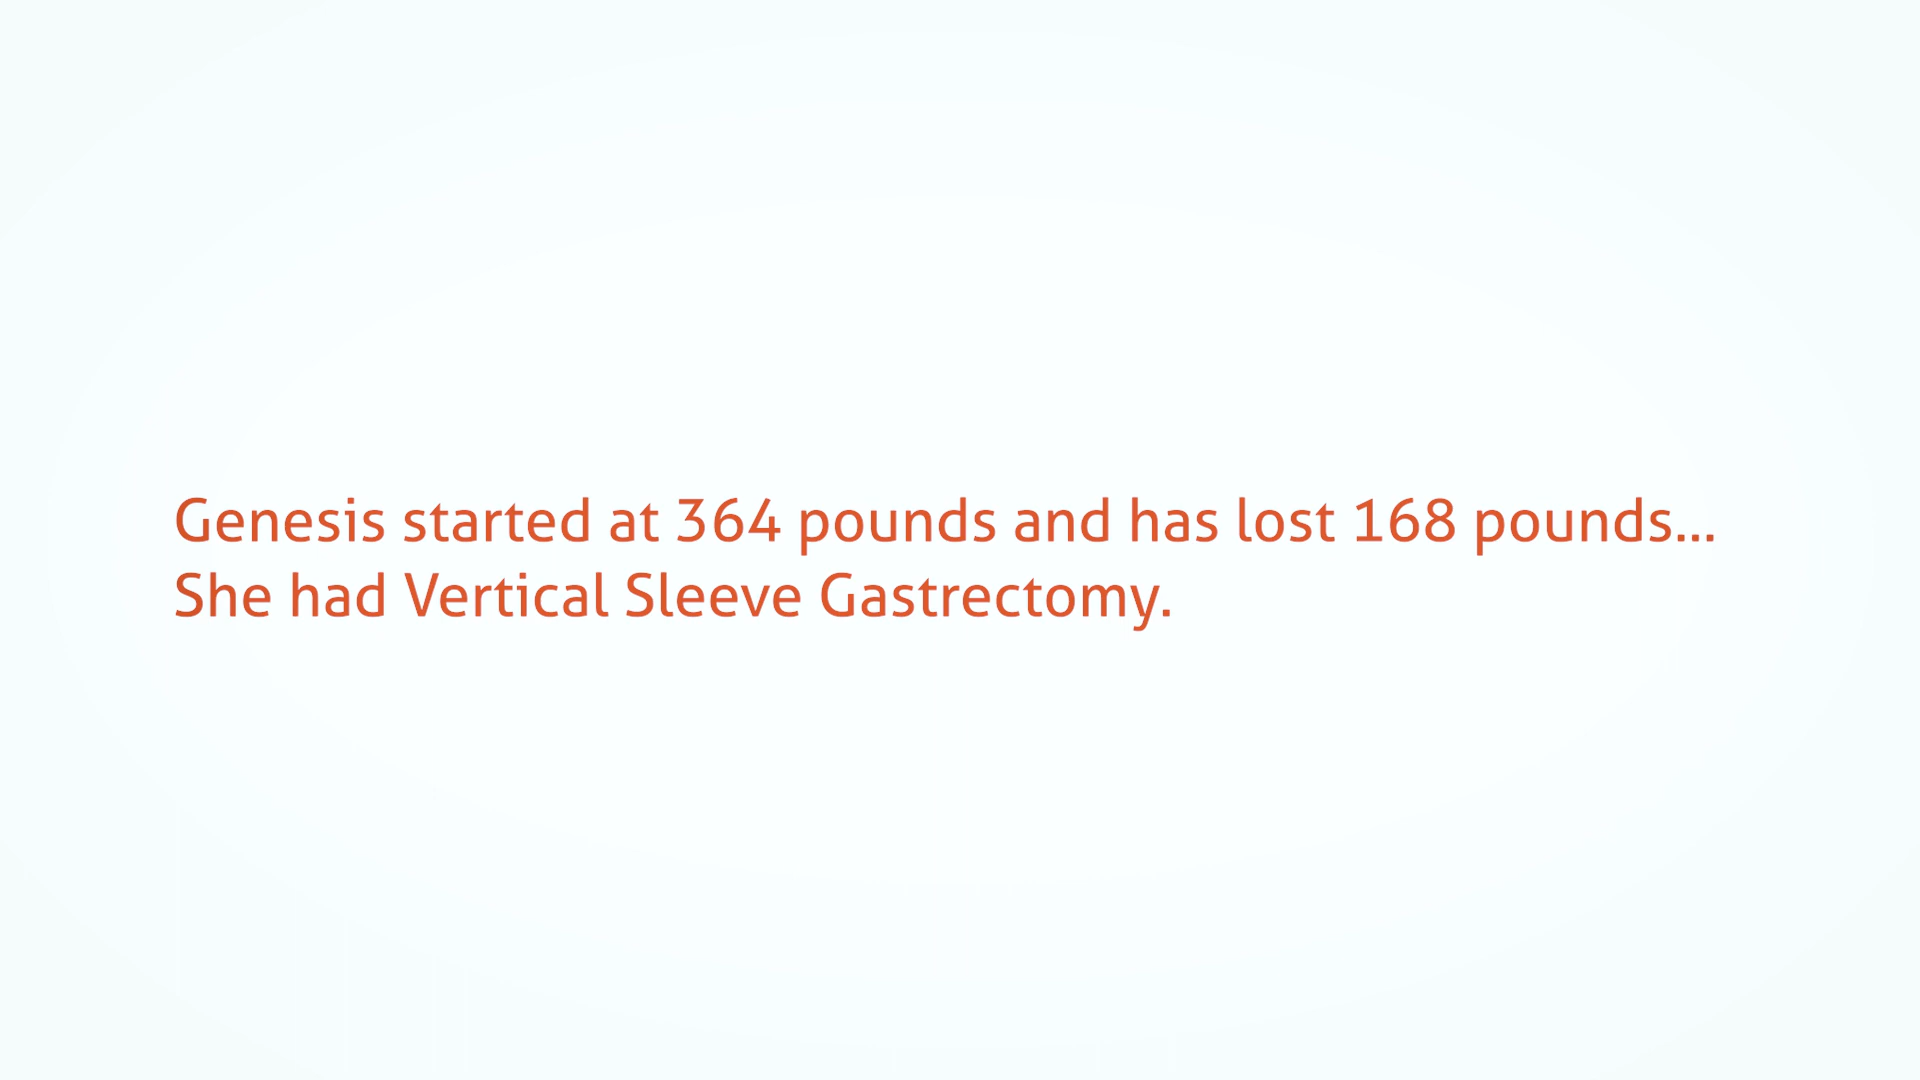 Genesis started at 364 pounds and has lost 168 pounds...
She had Vertical Sleeve Gastrectomy.